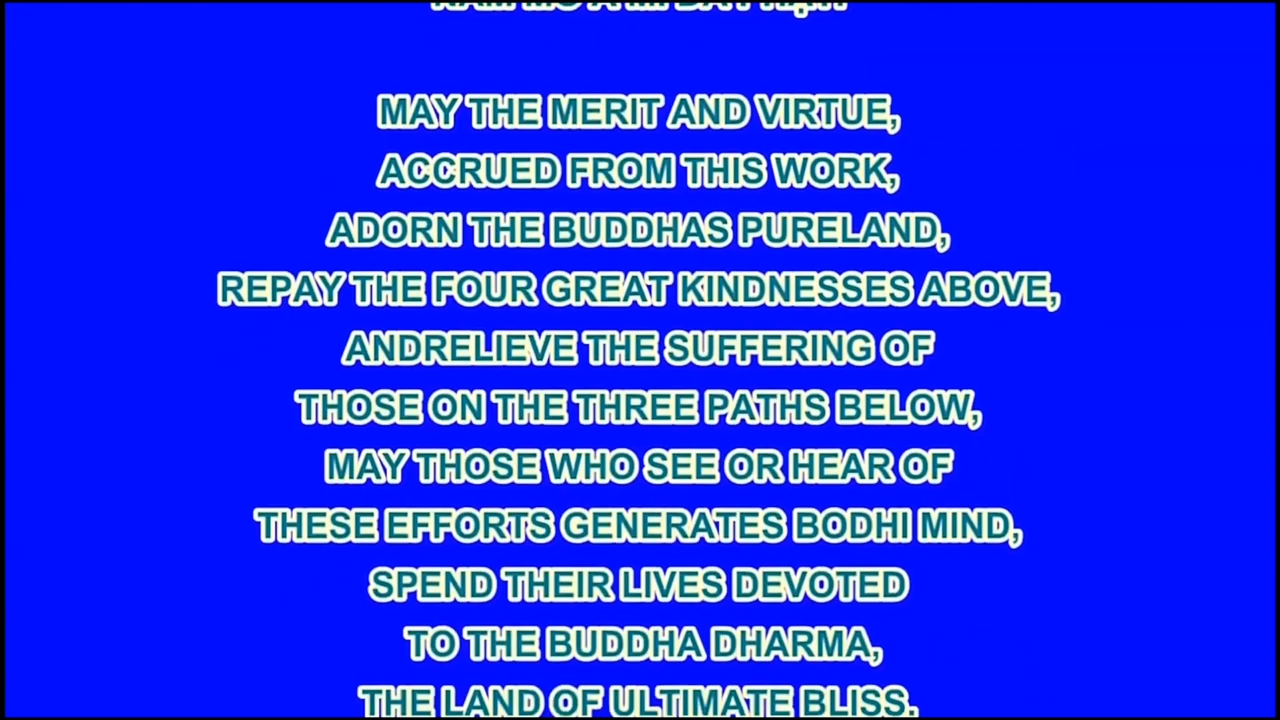 MAY THE MERIT AND VIRTUE,
ACCRUED FROM THIS WORK,
ADORN THE BUDDHAS PURELAND,
REPAY THE FOUR GREAT KINDNESSES ABOVE,
ANDRELIEVE THE SUFFERING OF
THOSE ON THE THREE PATHS BELOW,
MAY THOSE WHO SEE OR HEAR OF
THESE EFFORTS GENERATES BODHI MIND,
SPEND THEIR LIVES DEVOTED
TO THE BUDDHA DHARMA,
THE LAND OF ULTIMATE BLISS.